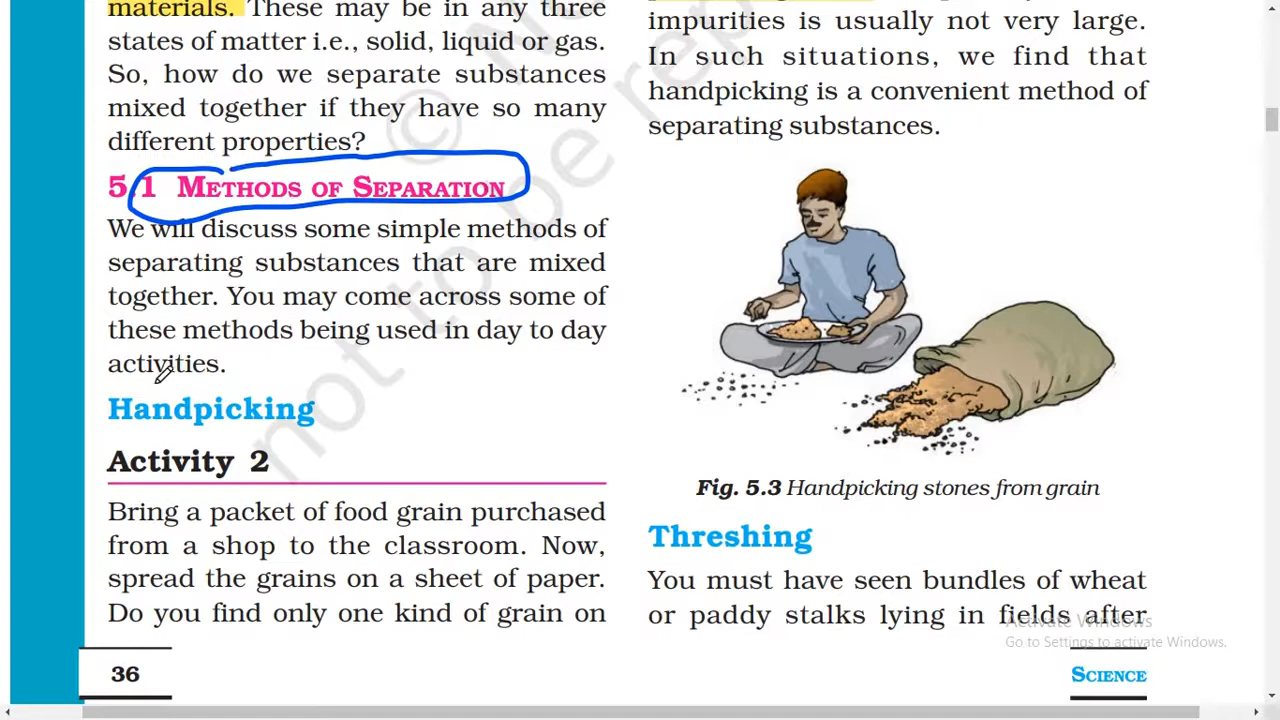 materials. These may be in any three
states of matter i.e., solid, liquid or gas.
So, how do we separate substances
mixed together if they have so many
different properties?
5.1 METHODS OF SEPARATION
We will discuss some simple methods of
separating substances that are mixed
together. You may come across some of
these methods being used in day to day
activities.
Handpicking
Activity 2
Bring a packet of food grain purchased
from a shop to the classroom. Now,
spread the grains on a sheet of paper.
Do you find only one kind of grain on
36
impurities is usually not very large.
In such situations, we find that
handpicking is a convenient method of
separating substances.
Fig. 5.3 Handpicking stones from grain
Threshing
You must have seen bundles of wheat
or paddy stalks lying in fields after
Activate Windows
Go to Settings to activate Windows.
SCIENCE
not to be rep
© N